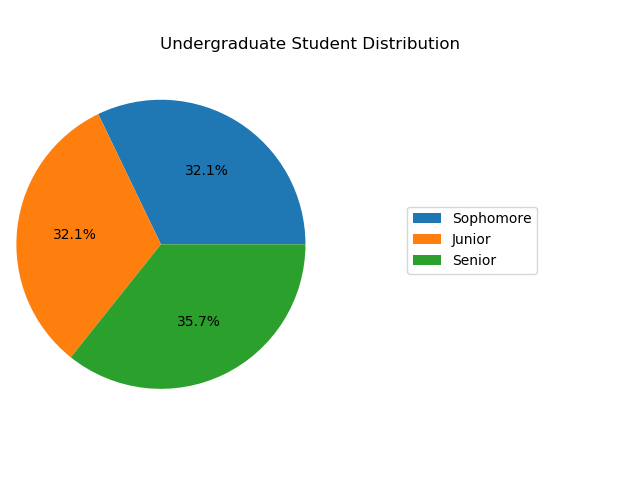 Undergraduate Student Distribution
32.1%
32.1%
35.7%
Sophomore
Junior
Senior